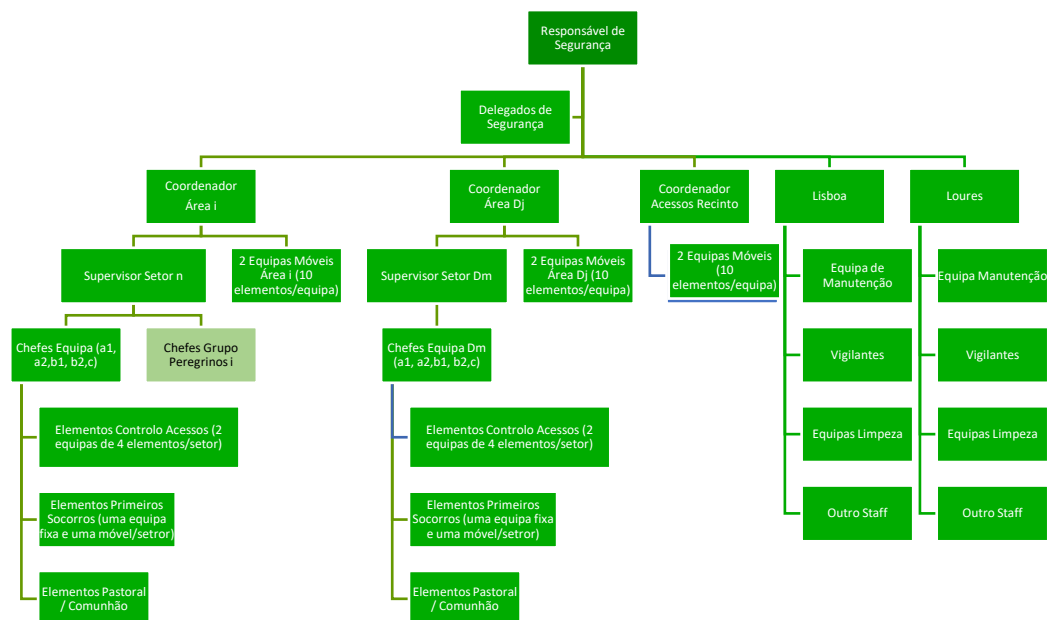 Responsável de
Segurança
Delegados de
Segurança
Coordenador
Área i
Coordenador
Área Dj
Coordenador
Acessos Recinto
Lisboa
Loures
Supervisor Setor n
2 Equipas Móveis
Área i (10
elementos/equipa)
Supervisor Setor Dm
2 Equipas Móveis
Área Dj (10
elementos/equipa)
2 Equipas Móveis
(10
elementos/equipa)
Equipa de
Manutenção
Equipa Manutenção
Chefes Equipa (a1,
a2,b1, b2,c)
Chefes Grupo
Peregrinos i
Chefes Equipa Dm
(a1, a2,b1, b2,c)
Vigilantes
Vigilantes
Elementos Controlo Acessos (2
equipas de 4 elementos/setor)
Elementos Controlo Acessos (2
equipas de 4 elementos/setor)
Equipas Limpeza
Equipas Limpeza
Elementos Primeiros
Socorros (uma equipa
fixa e uma móvel/setror)
Elementos Primeiros
Socorros (uma equipa fixa
e uma móvel/setror)
Outro Staff
Outro Staff
Elementos Pastoral
/ Comunhão
Elementos Pastoral
/ Comunhão